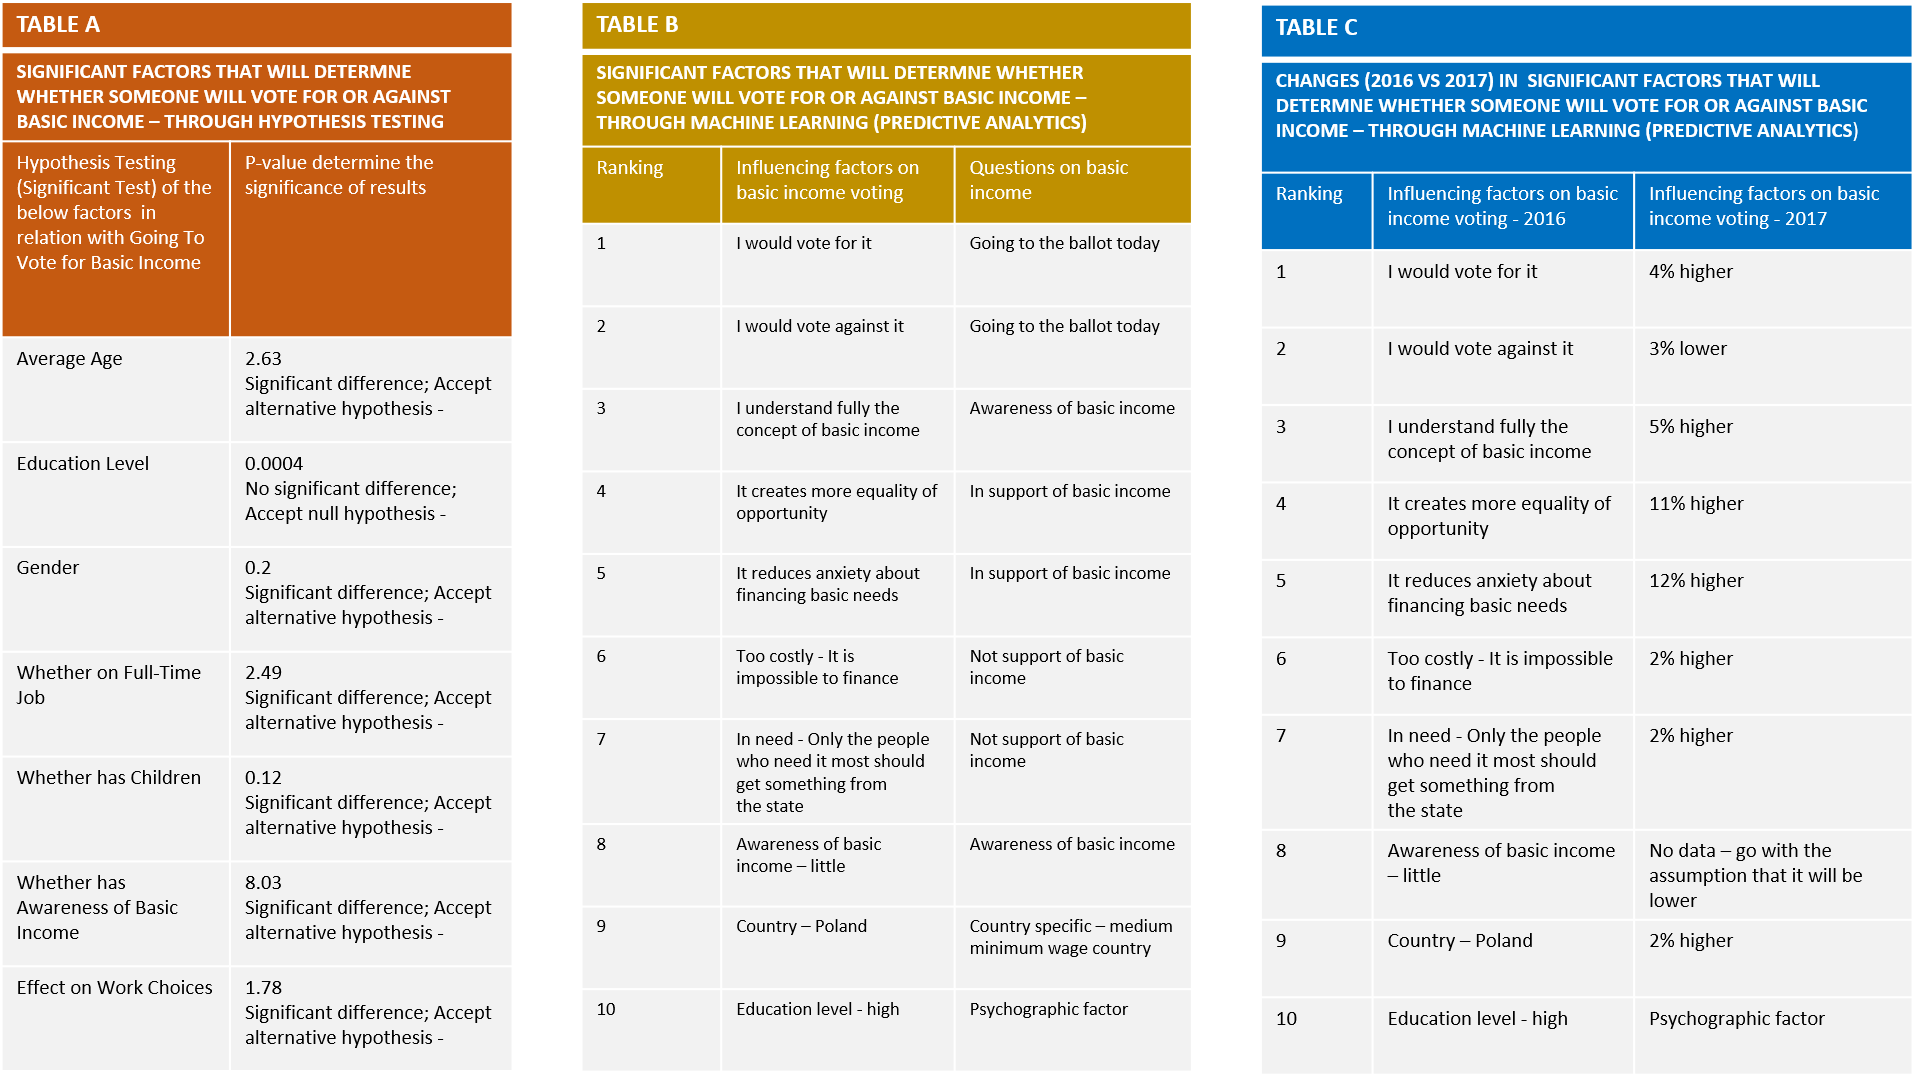 TABLE A
SIGNIFICANT FACTORS THAT WILL DETERMNE
WHETHER SOMEONE WILL VOTE FOR OR AGAINST
BASIC INCOME – THROUGH HYPOTHESIS TESTING
Hypothesis Testing
(Significant Test) of the
below factors  in
relation with Going To
Vote for Basic Income
P-value determine the
significance of results
Average Age
2.63
Significant difference; Accept
alternative hypothesis -
Education Level
0.0004
No significant difference;
Accept null hypothesis -
Gender
0.2
Significant difference; Accept
alternative hypothesis -
Whether on Full-Time
Job
2.49
Significant difference; Accept
alternative hypothesis -
Whether has Children
0.12
Significant difference; Accept
alternative hypothesis -
Whether has
Awareness of Basic
Income
8.03
Significant difference; Accept
alternative hypothesis -
Effect on Work Choices
1.78
Significant difference; Accept
alternative hypothesis -
TABLE B
SIGNIFICANT FACTORS THAT WILL DETERMNE WHETHER
SOMEONE WILL VOTE FOR OR AGAINST BASIC INCOME –
THROUGH MACHINE LEARNING (PREDICTIVE ANALYTICS)
Ranking
Influencing factors on
basic income voting
Questions on basic
income
1
I would vote for it
Going to the ballot today
2
I would vote against it
Going to the ballot today
3
I understand fully the
concept of basic income
Awareness of basic income
4
It creates more equality of
opportunity
In support of basic income
5
It reduces anxiety about
financing basic needs
In support of basic income
6
Too costly - It is
impossible to finance
Not support of basic
income
7
In need - Only the people
who need it most should
get something from
the state
Not support of basic
income
8
Awareness of basic
income – little
Awareness of basic income
9
Country – Poland
Country specific – medium
minimum wage country
10
Education level - high
Psychographic factor
TABLE C
CHANGES (2016 VS 2017) IN  SIGNIFICANT FACTORS THAT WILL
DETERMNE WHETHER SOMEONE WILL VOTE FOR OR AGAINST BASIC
INCOME – THROUGH MACHINE LEARNING (PREDICTIVE ANALYTICS)
Ranking
Influencing factors on basic
income voting - 2016
Influencing factors on basic
income voting - 2017
1
I would vote for it
4% higher
2
I would vote against it
3% lower
3
I understand fully the
concept of basic income
5% higher
4
It creates more equality of
opportunity
11% higher
5
It reduces anxiety about
financing basic needs
12% higher
6
Too costly - It is impossible
to finance
2% higher
7
In need - Only the people
who need it most should
get something from
the state
2% higher
8
Awareness of basic income
– little
No data – go with the
assumption that it will be
lower
9
Country – Poland
2% higher
10
Education level - high
Psychographic factor